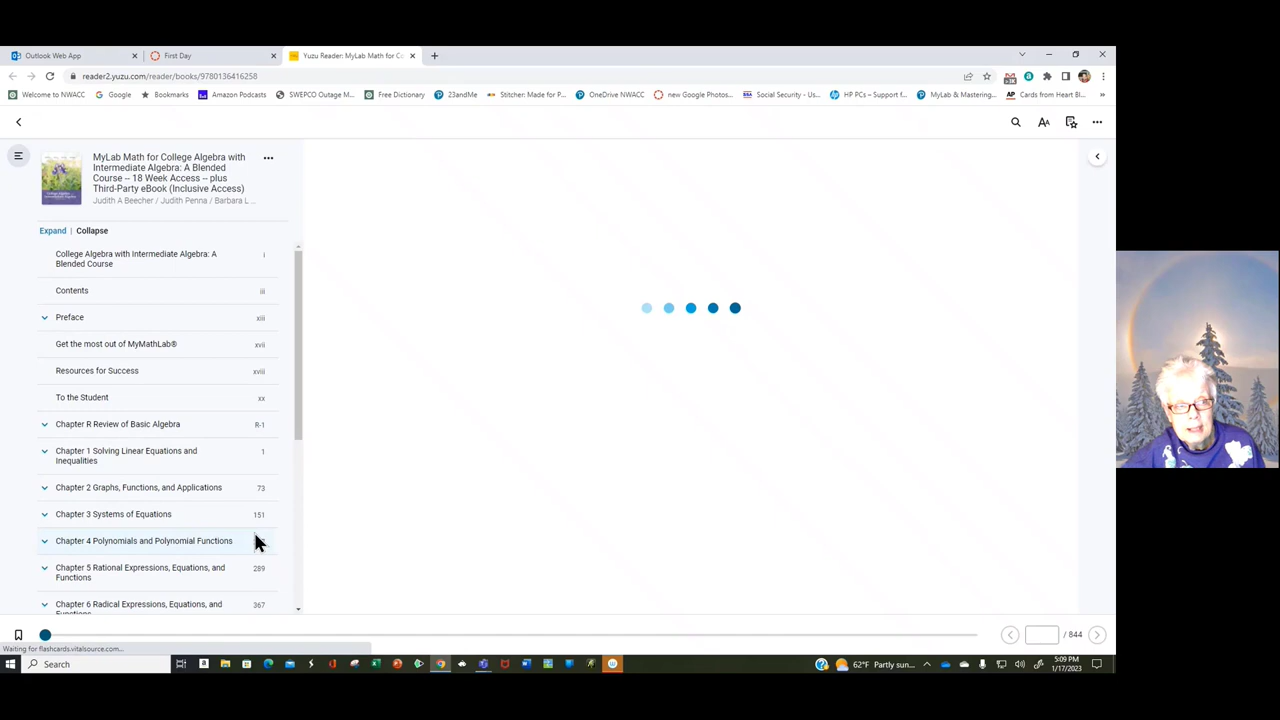 Outlook Web App
First Day
Yuzu Reader: MyLab Math for Co
reader2.yuzu.com/reader/books/9780136416258
Welcome to NWACC
Google
Bookmarks
Amazon Podcasts
SWEPCO Outage M...
Free Dictionary
23andMe
Stitcher: Made for P...
OneDrive NWACC
new Google Photos...
Social Security - Us...
HP PCs – Support f...
MyLab & Mastering...
Cards from Heart Bl...
»
MyLab Math for College Algebra with
Intermediate Algebra: A Blended
Course -- 18 Week Access -- plus
Third-Party eBook (Inclusive Access)
Judith A Beecher / Judith Penna / Barbara L ...
Expand | Collapse
College Algebra with Intermediate Algebra: A i
Blended Course
Contents iii
Preface xiii
Get the most out of MyMathLab® xvii
Resources for Success xviii
To the Student xx
Chapter R Review of Basic Algebra R-1
Chapter 1 Solving Linear Equations and 1
Inequalities
Chapter 2 Graphs, Functions, and Applications 73
Chapter 3 Systems of Equations 151
Chapter 4 Polynomials and Polynomial Functions
Chapter 5 Rational Expressions, Equations, and 289
Functions
Chapter 6 Radical Expressions, Equations, and 367
Functions
/ 844
Waiting for flashcards.vitalsource.com...
Search
62°F Partly sun...
5:09 PM
1/17/2023